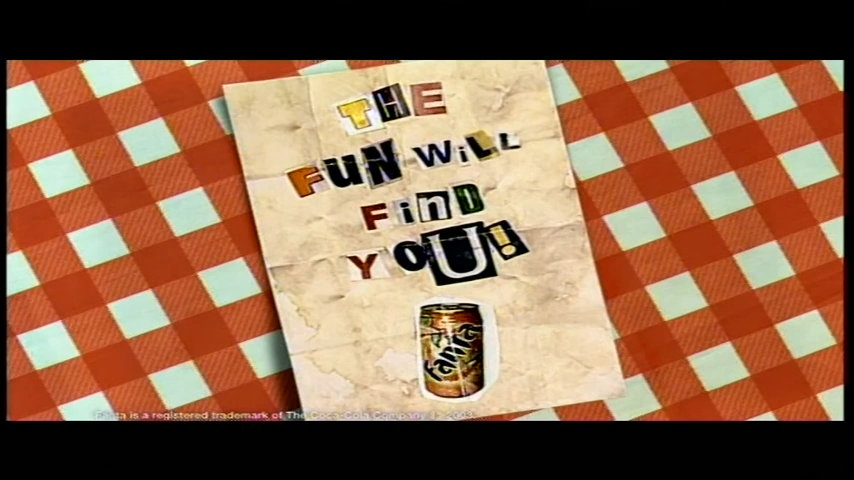 THE
FUN WiLL
FinD
YOU!
Fanta
Fanta is a registered trademark of The Coca-Cola Company © 2003.